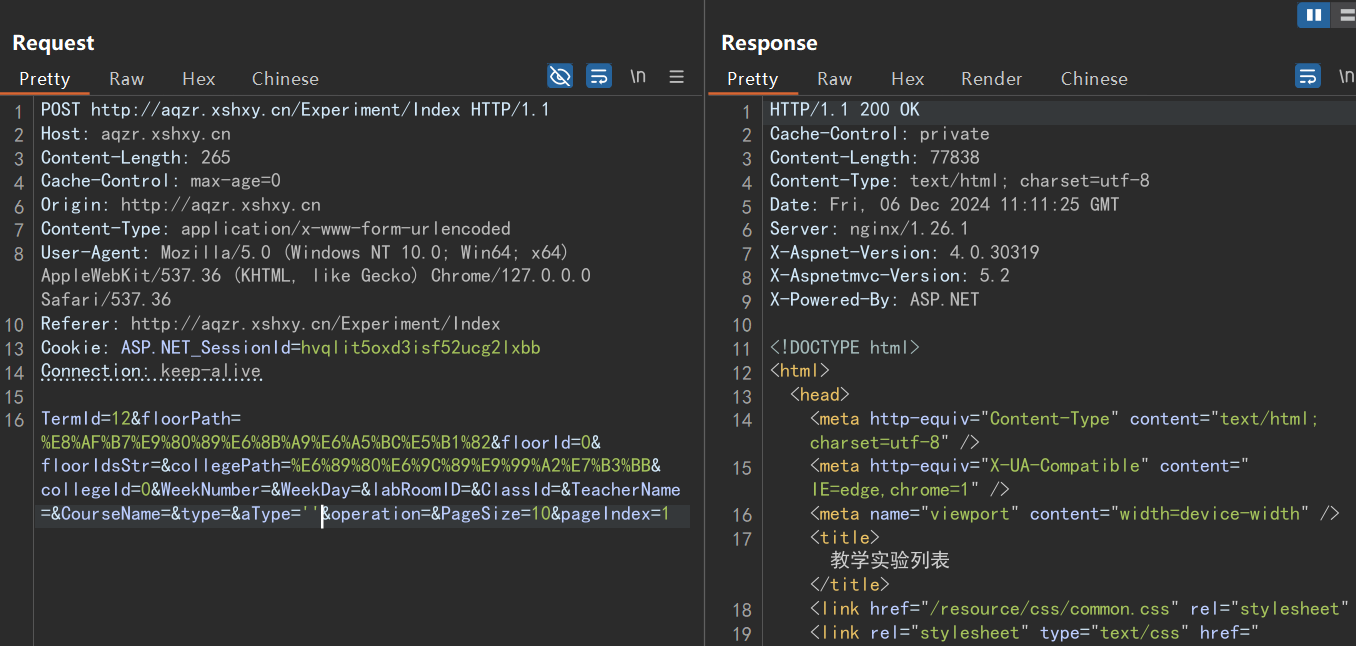 Request
Pretty Raw Hex Chinese \n
1 POST http://aqzr.xshxy.cn/Experiment/Index HTTP/1.1
2 Host: aqzr.xshxy.cn
3 Content-Length: 265
4 Cache-Control: max-age=0
6 Origin: http://aqzr.xshxy.cn
7 Content-Type: application/x-www-form-urlencoded
8 User-Agent: Mozilla/5.0 (Windows NT 10.0; Win64; x64)
AppleWebKit/537.36 (KHTML, like Gecko) Chrome/127.0.0.0
Safari/537.36
10 Referer: http://aqzr.xshxy.cn/Experiment/Index
13 Cookie: ASP.NET_SessionId=hvqlit5oxd3isf52ucg2lxbb
14 Connection: keep-alive
15
16 TermId=12&floorPath=
%E8%AF%B7%E9%80%89%E6%8B%A9%E6%A5%BC%E5%B1%82&floorId=0&
floorIdsStr=&collegePath=%E6%89%80%E6%9C%89%E9%99%A2%E7%B3%BB&
collegeId=0&WeekNumber=&WeekDay=&labRoomID=&ClassId=&TeacherName
=&CourseName=&type=&aType=''&operation=&PageSize=10&pageIndex=1
Response
Pretty Raw Hex Render Chinese \n
1 HTTP/1.1 200 OK
2 Cache-Control: private
3 Content-Length: 77838
4 Content-Type: text/html; charset=utf-8
5 Date: Fri, 06 Dec 2024 11:11:25 GMT
6 Server: nginx/1.26.1
7 X-Aspnet-Version: 4.0.30319
8 X-Aspnetmvc-Version: 5.2
9 X-Powered-By: ASP.NET
10
11 <!DOCTYPE html>
12 <html>
13 <head>
14 <meta http-equiv="Content-Type" content="text/html;
charset=utf-8" />
15 <meta http-equiv="X-UA-Compatible" content="
IE=edge,chrome=1" />
16 <meta name="viewport" content="width=device-width" />
17 <title>
教学实验列表
</title>
18 <link href="/resource/css/common.css" rel="stylesheet"
19 <link rel="stylesheet" type="text/css" href="